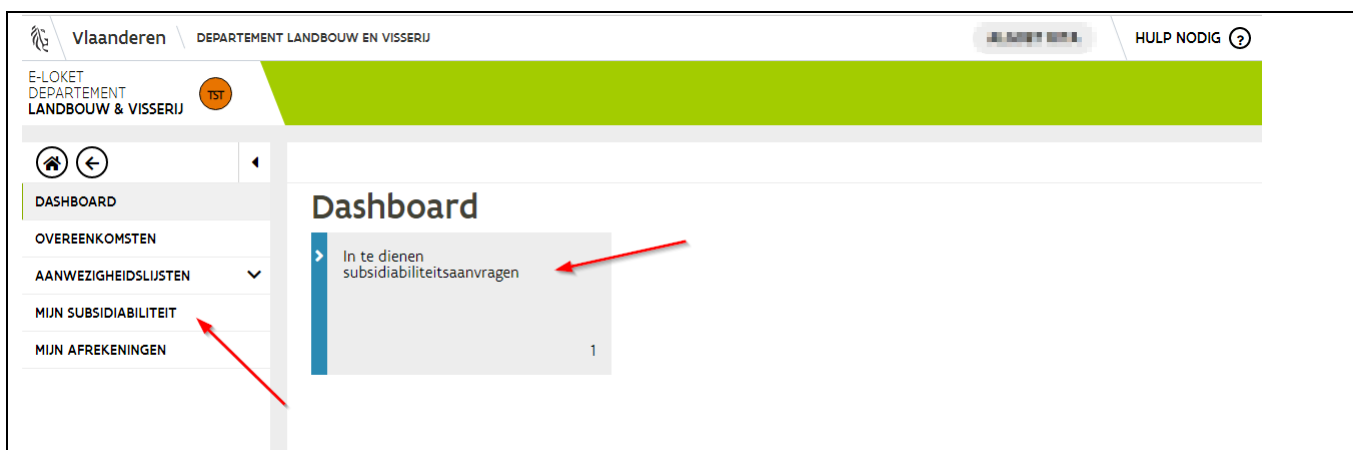 Vlaanderen
DEPARTEMENT LANDBOUW EN VISSERIJ
HULP NODIG ?
E-LOKET
DEPARTEMENT
LANDBOUW & VISSERIJ
TST
DASHBOARD
OVEREENKOMSTEN
AANWEZIGHEIDSLIJSTEN
MIJN SUBSIDIABILITEIT
MIJN AFREKENINGEN
Dashboard
In te dienen
subsidiabiliteitsaanvragen
1